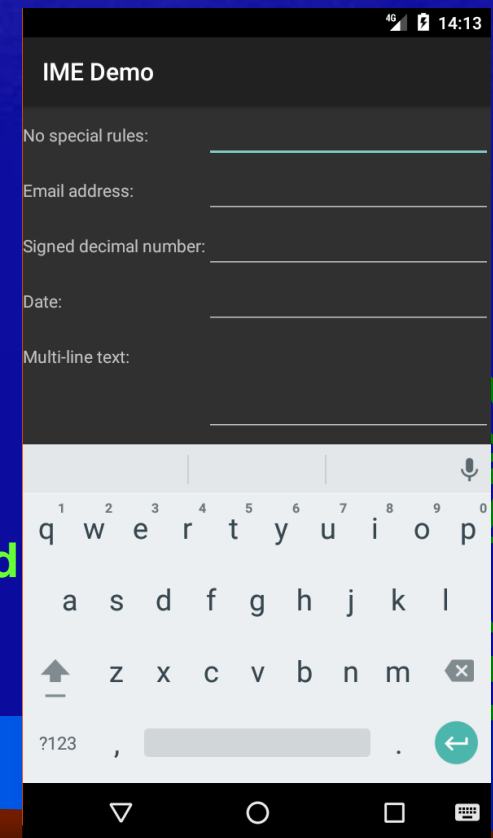 4G 14:13
IME Demo
No special rules:
Email address:
Signed decimal number:
Date:
Multi-line text:
1 2 3 4 5 6 7 8 9 0
q w e r t y u i o p
a s d f g h j k l
z x c v b n m
?123 , .
d